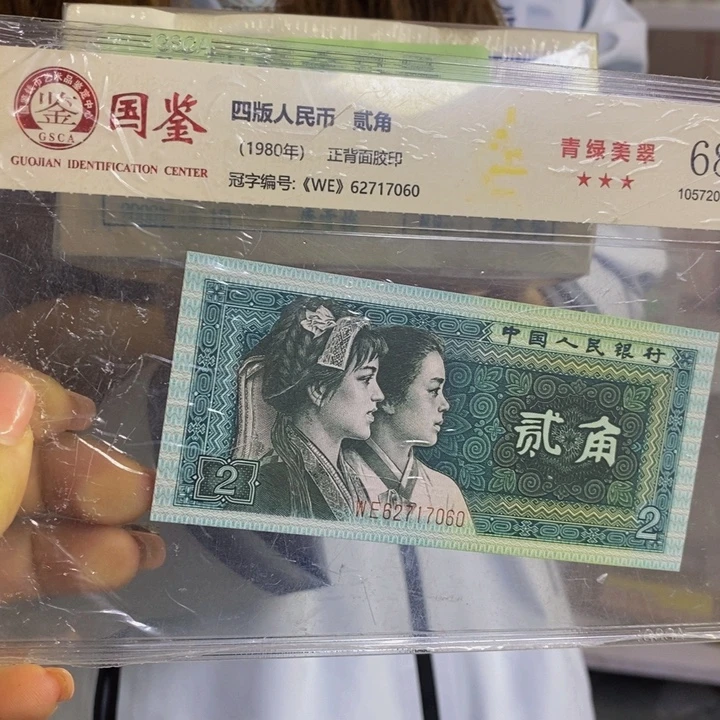 GSCA
国鉴
GUOJIAN IDENTIFICATION CENTER
四版人民币 贰角
(1980年) 正背面胶印
冠字编号:《WE》62717060
青绿美翠
★★★
68
105720
中国人民银行
贰角
2
WE62717060
2